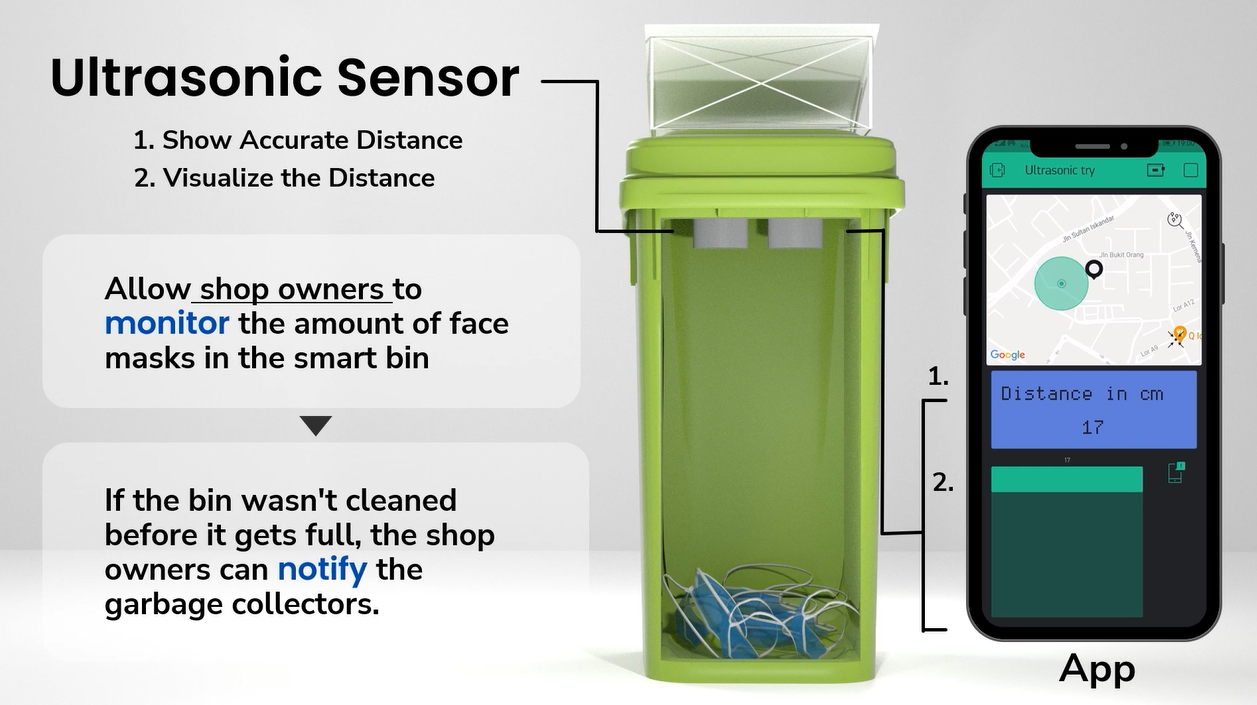 Ultrasonic Sensor
1. Show Accurate Distance
2. Visualize the Distance
Allow shop owners to
monitor the amount of face
masks in the smart bin
If the bin wasn't cleaned
before it gets full, the shop
owners can notify the
garbage collectors.
1.
2.
Ultrasonic try
Jln Sultan Iskandar
Jln Bukit Orang
Jln Kemena
Lor A12
Lor A9
Google
Distance in cm
17
17
App